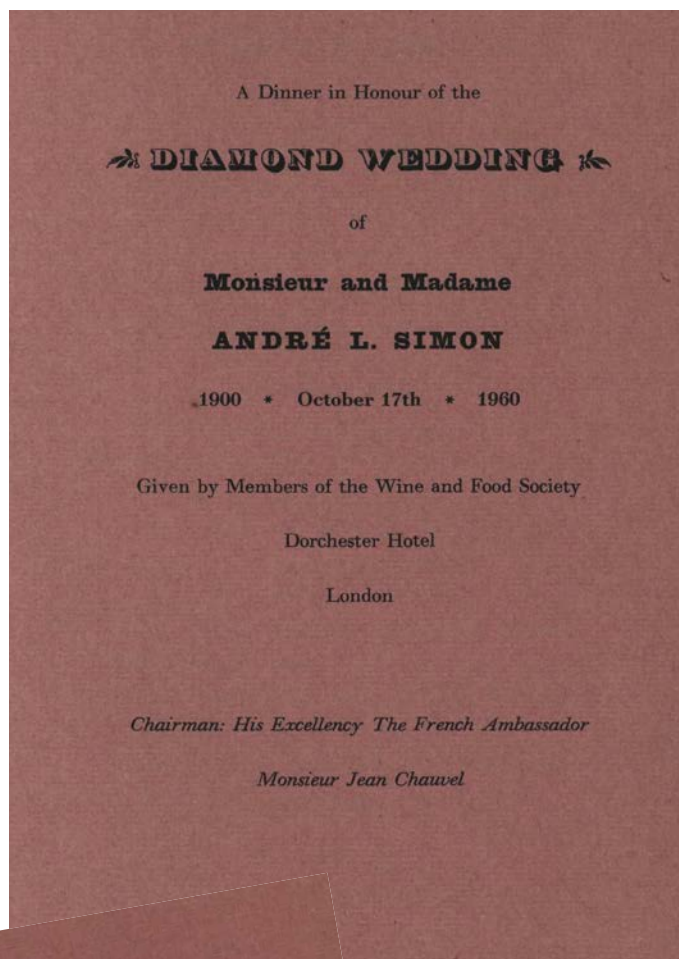 A Dinner in Honour of the
DIAMOND WEDDING
of
Monsieur and Madame
ANDRÉ L. SIMON
1900 * October 17th * 1960
Given by Members of the Wine and Food Society
Dorchester Hotel
London
Chairman: His Excellency The French Ambassador
Monsieur Jean Chauvel